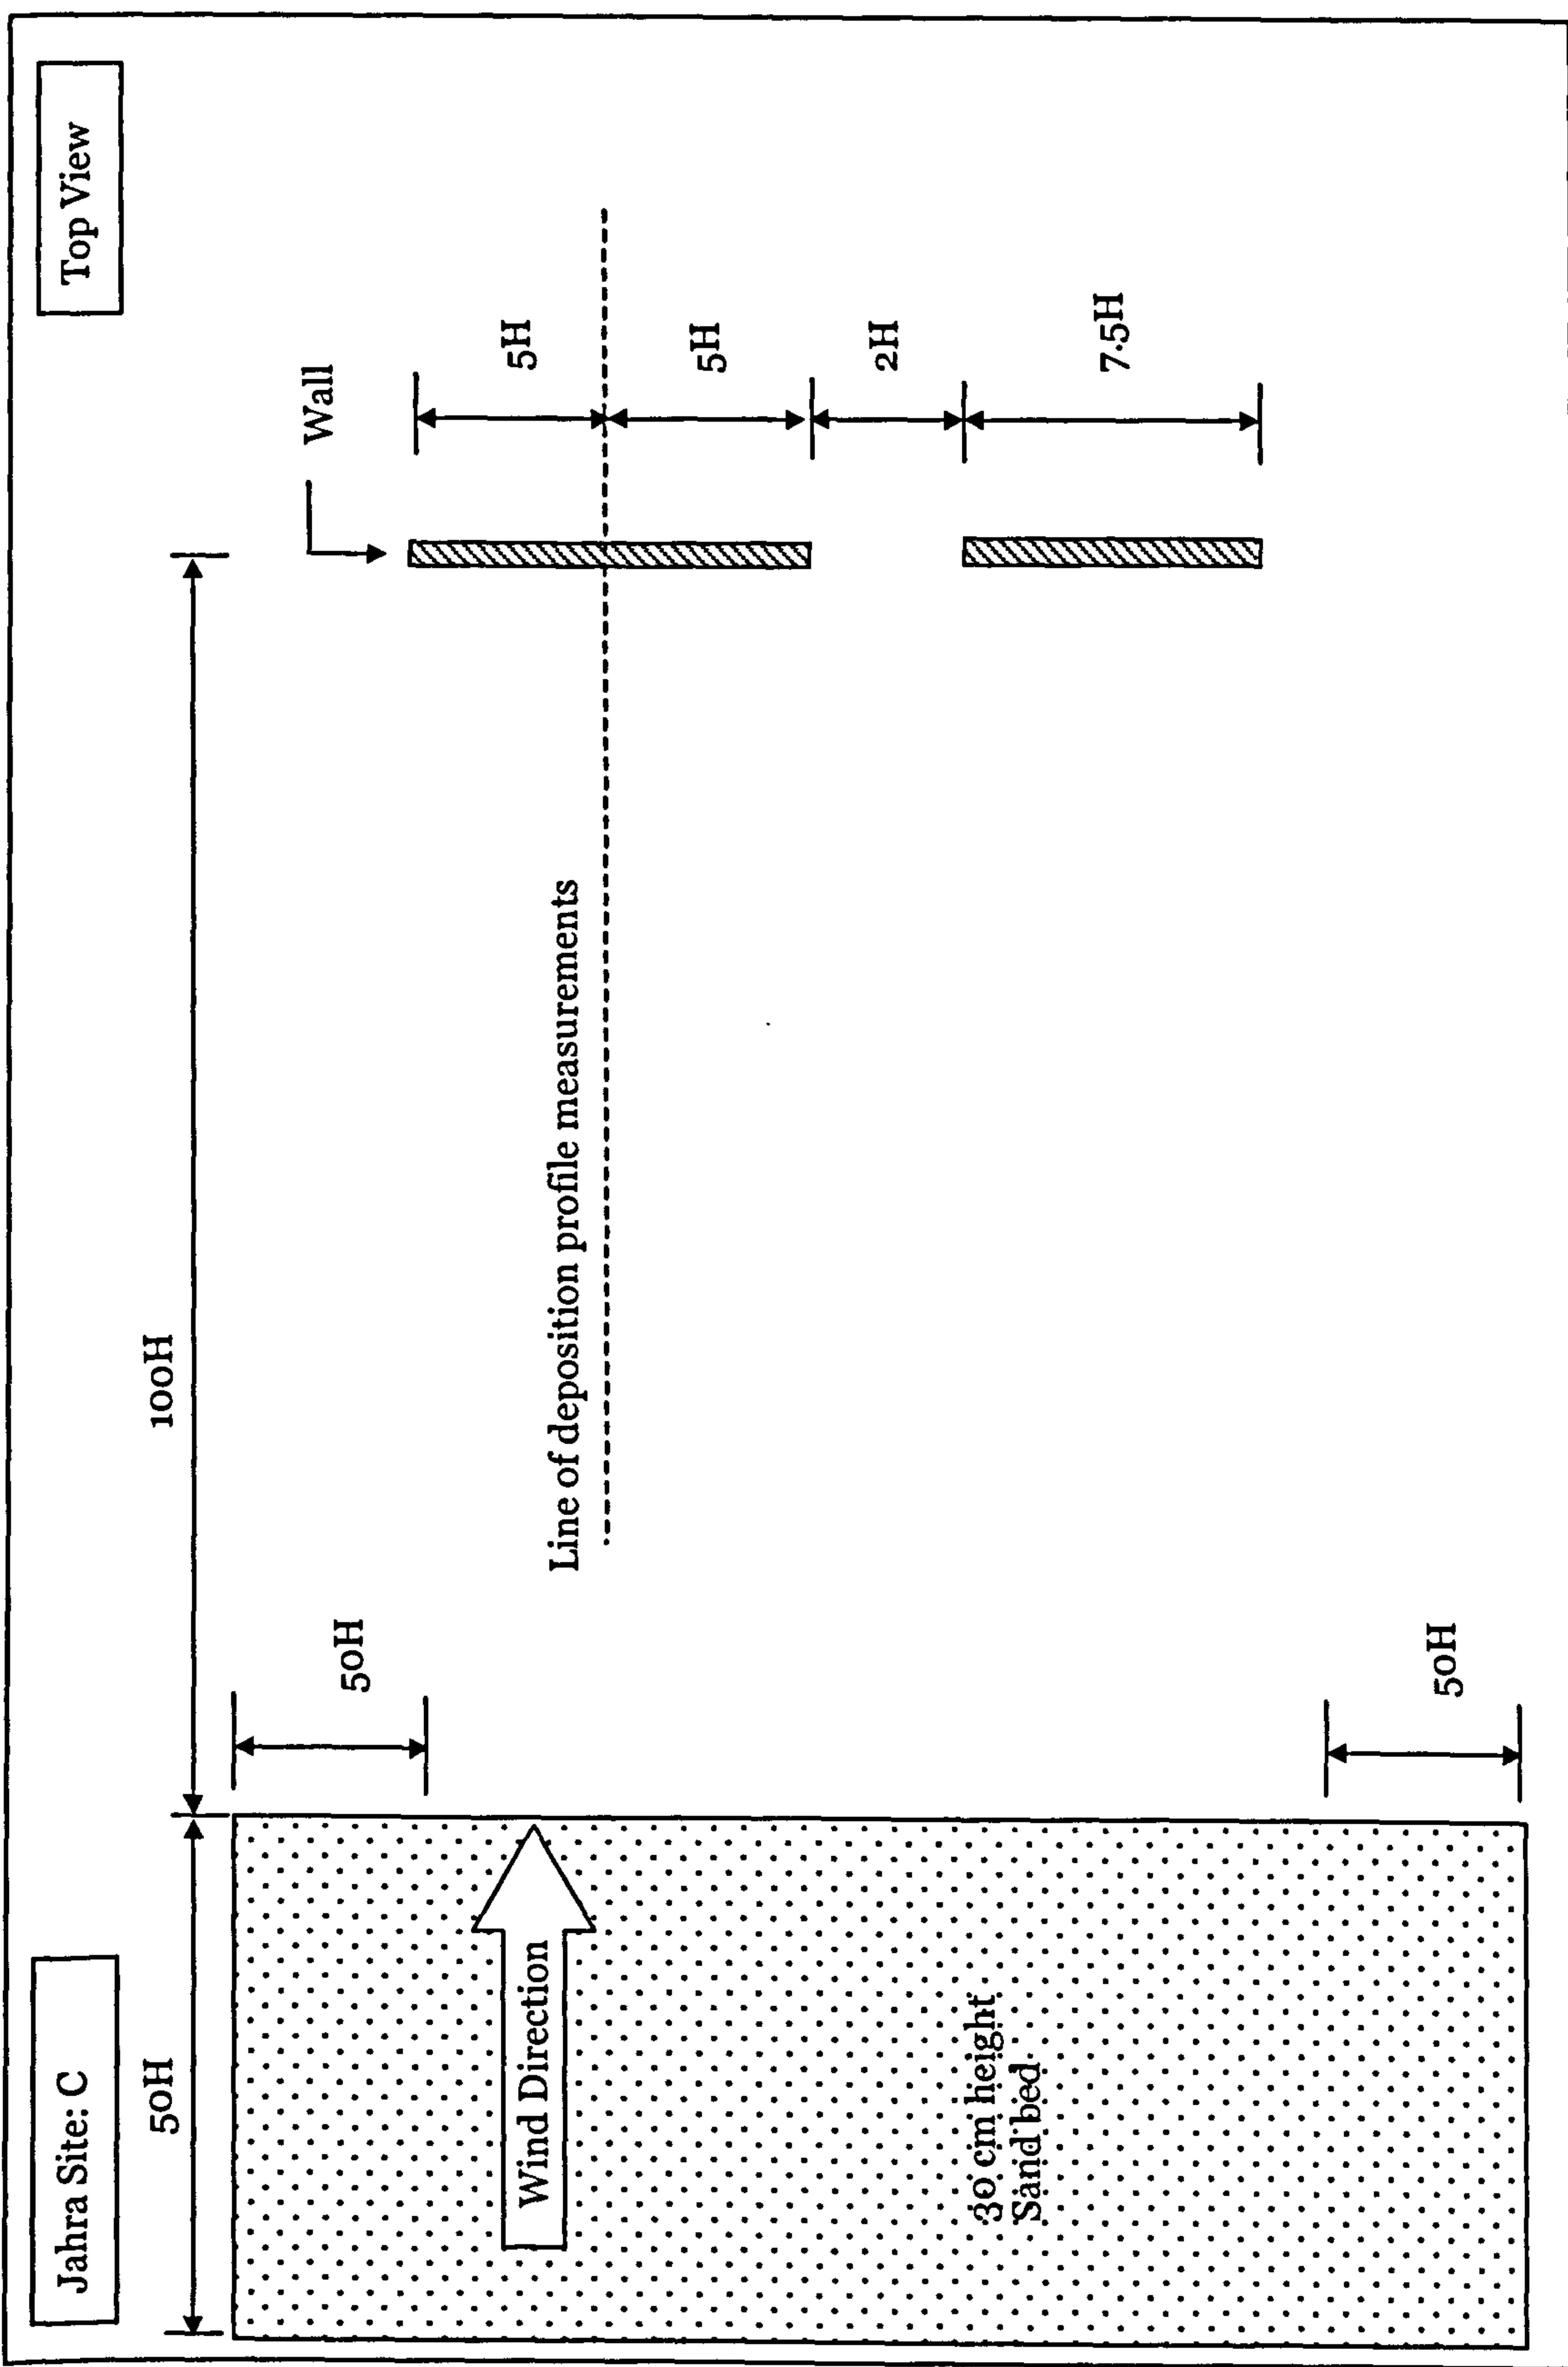 Jahra Site: C
Top View
50H
100H
50H
Wall
Wind Direction
Line of deposition profile measurements
5H
5H
2H
7.5H
30 cm height
Sand bed
50H